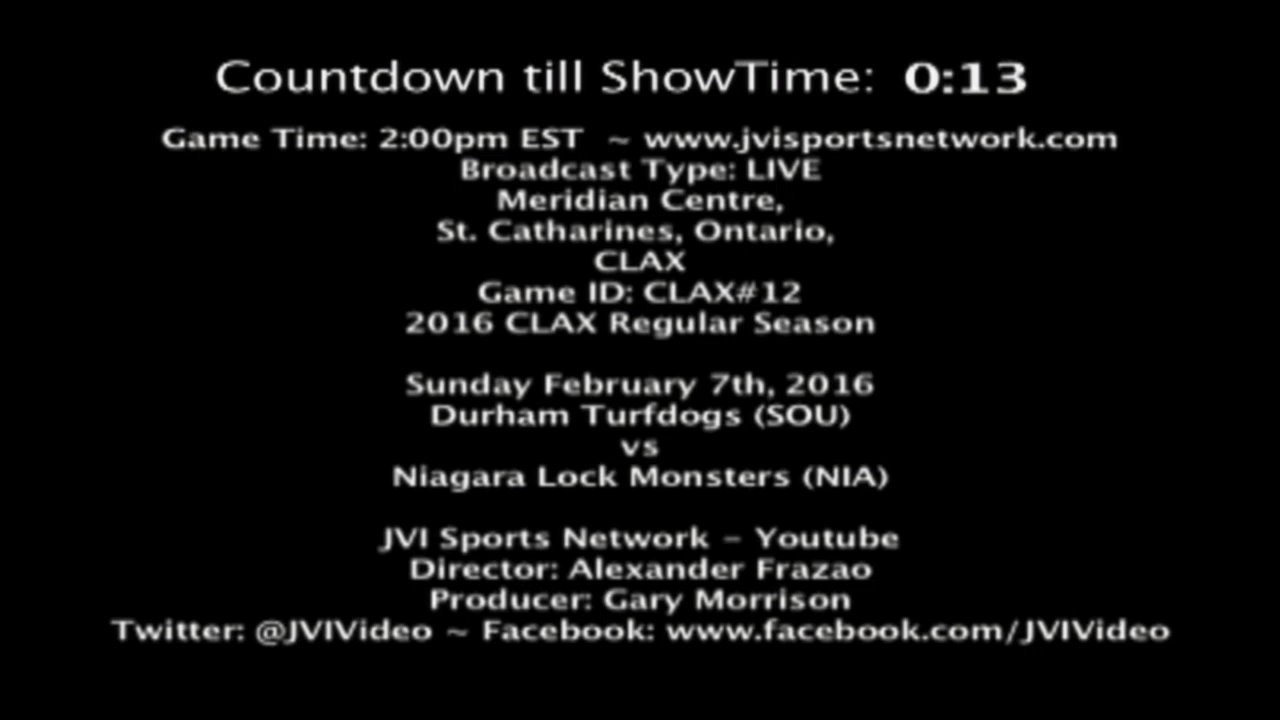 Countdown till ShowTime: 0:13
Game Time: 2:00pm EST ~ www.jvisportsnetwork.com
Broadcast Type: LIVE
Meridian Centre,
St. Catharines, Ontario,
CLAX
Game ID: CLAX#12
2016 CLAX Regular Season
Sunday February 7th, 2016
Durham Turfdogs (SOU)
vs
Niagara Lock Monsters (NIA)
JVI Sports Network - Youtube
Director: Alexander Frazao
Producer: Gary Morrison
Twitter: @JVIVideo ~ Facebook: www.facebook.com/JVIVideo